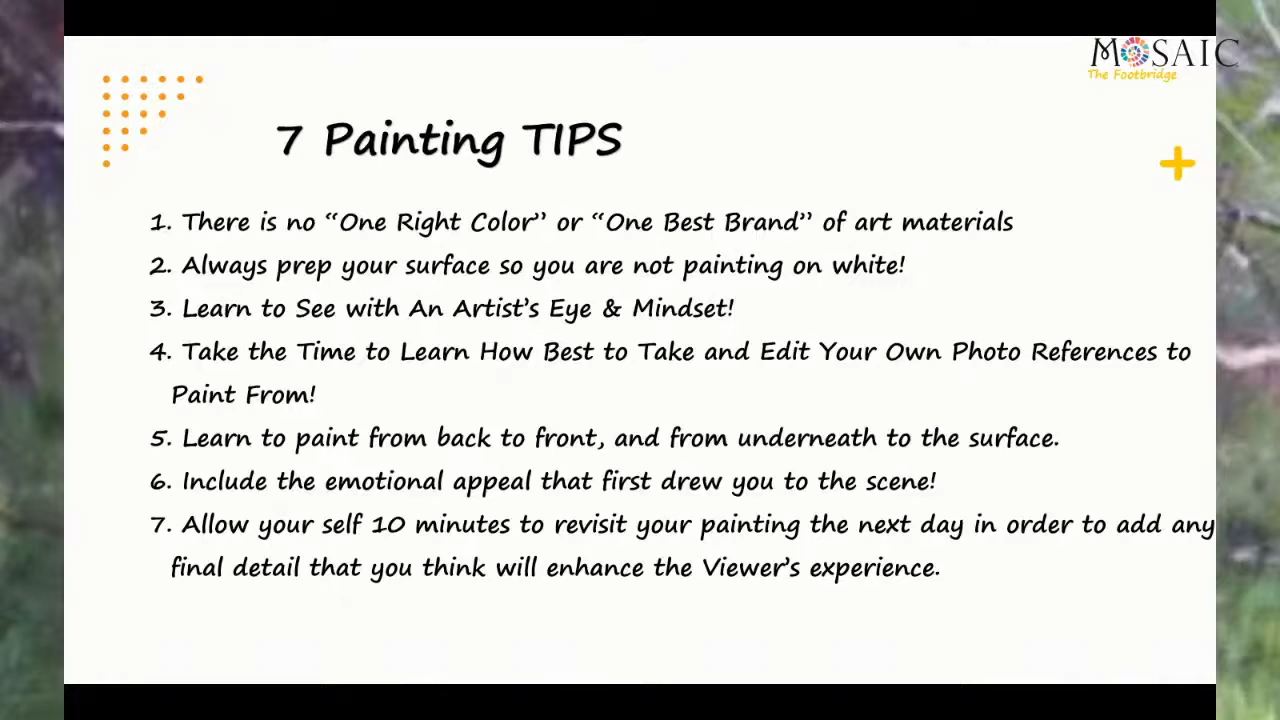 MOSAIC
The Footbridge
7 Painting TIPS
1. There is no “One Right Color” or “One Best Brand” of art materials
2. Always prep your surface so you are not painting on white!
3. Learn to See with An Artist’s Eye & Mindset!
4. Take the Time to Learn How Best to Take and Edit Your Own Photo References to
Paint From!
5. Learn to paint from back to front, and from underneath to the surface.
6. Include the emotional appeal that first drew you to the scene!
7. Allow your self 10 minutes to revisit your painting the next day in order to add any
final detail that you think will enhance the Viewer’s experience.